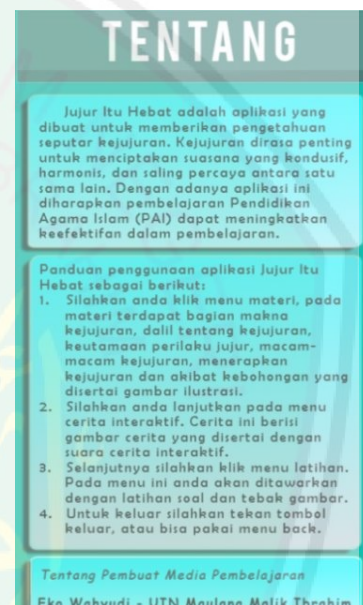 TENTANG
Jujur Itu Hebat adalah aplikasi yang
dibuat untuk memberikan pengetahuan
seputar kejujuran. Kejujuran dirasa penting
untuk menciptakan suasana yang kondusif,
harmonis, dan saling percaya antara satu
sama lain. Dengan adanya aplikasi ini
diharapkan pembelajaran Pendidikan
Agama Islam (PAI) dapat meningkatkan
keefektifan dalam pembelajaran.
Panduan penggunaan aplikasi Jujur Itu
Hebat sebagai berikut:
1. Silahkan anda klik menu materi, pada
materi terdapat bagian makna
kejujuran, dalil tentang kejujuran,
keutamaan perilaku jujur, macam-
macam kejujuran, menerapkan
kejujuran dan akibat kebohongan yang
disertai gambar ilustrasi.
2. Silahkan anda lanjutkan pada menu
cerita interaktif. Cerita ini berisi
gambar cerita yang disertai dengan
suara cerita interaktif.
3. Selanjutnya silahkan klik menu latihan.
Pada menu ini anda akan ditawarkan
dengan latihan soal dan tebak gambar.
4. Untuk keluar silahkan tekan tombol
keluar, atau bisa pakai menu back.
Tentang Pembuat Media Pembelajaran
Eko Wahyudi - UIN Maulana Malik Ibrahim